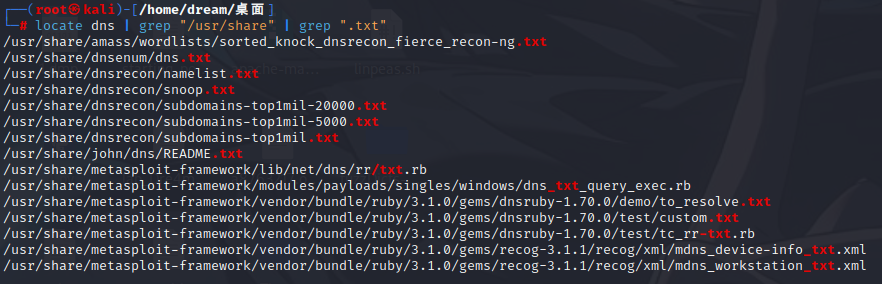 ┌──(root㉿kali)-[/home/dream/桌面]
└─# locate dns | grep "/usr/share" | grep ".txt"
/usr/share/amass/wordlists/sorted_knock_dnsrecon_fierce_recon-ng.txt
/usr/share/dnsenum/dns.txt
/usr/share/dnsrecon/namelist.txt
/usr/share/dnsrecon/snoop.txt
/usr/share/dnsrecon/subdomains-top1mil-20000.txt
/usr/share/dnsrecon/subdomains-top1mil-5000.txt
/usr/share/dnsrecon/subdomains-top1mil.txt
/usr/share/john/dns/README.txt
/usr/share/metasploit-framework/lib/net/dns/rr/txt.rb
/usr/share/metasploit-framework/modules/payloads/singles/windows/dns_txt_query_exec.rb
/usr/share/metasploit-framework/vendor/bundle/ruby/3.1.0/gems/dnsruby-1.70.0/demo/to_resolve.txt
/usr/share/metasploit-framework/vendor/bundle/ruby/3.1.0/gems/dnsruby-1.70.0/test/custom.txt
/usr/share/metasploit-framework/vendor/bundle/ruby/3.1.0/gems/dnsruby-1.70.0/test/tc_rr-txt.rb
/usr/share/metasploit-framework/vendor/bundle/ruby/3.1.0/gems/recog-3.1.1/recog/xml/mdns_device-info_txt.xml
/usr/share/metasploit-framework/vendor/bundle/ruby/3.1.0/gems/recog-3.1.1/recog/xml/mdns_workstation_txt.xml